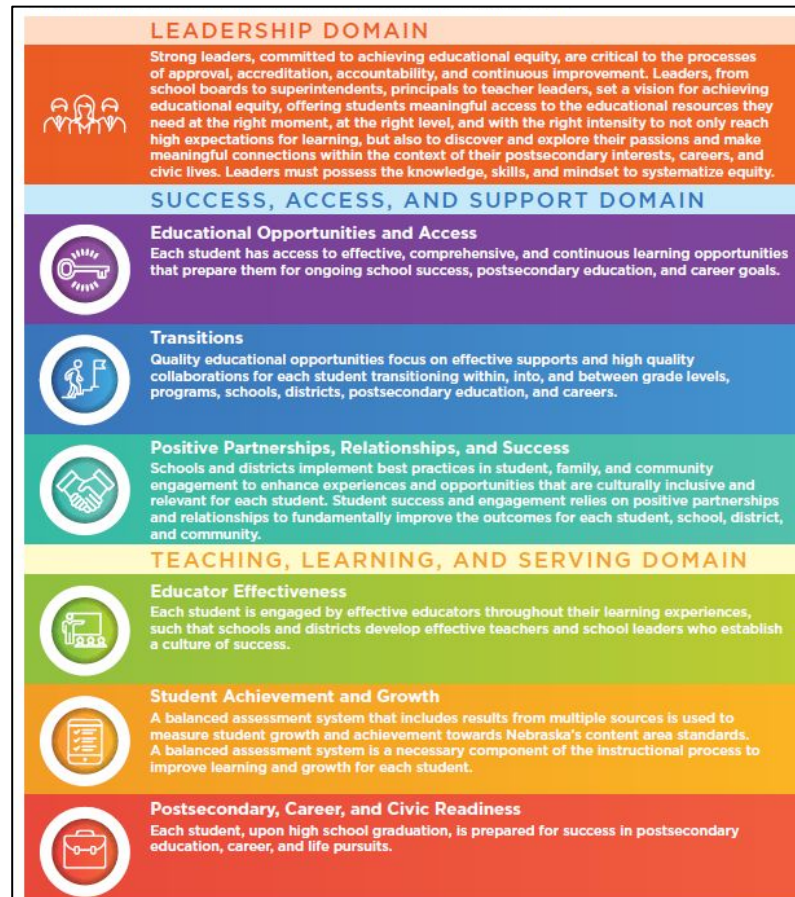 LEADERSHIP DOMAIN
Strong leaders, committed to achieving educational equity, are critical to the processes
of approval, accreditation, accountability, and continuous improvement. Leaders, from
school boards to superintendents, principals to teacher leaders, set a vision for achieving
educational equity, offering students meaningful access to the educational resources they
need at the right moment, at the right level, and with the right intensity to not only reach
high expectations for learning, but also to discover and explore their passions and make
meaningful connections within the context of their postsecondary interests, careers, and
civic lives. Leaders must possess the knowledge, skills, and mindset to systematize equity.
SUCCESS, ACCESS, AND SUPPORT DOMAIN
Educational Opportunities and Access
Each student has access to effective, comprehensive, and continuous learning opportunities
that prepare them for ongoing school success, postsecondary education, and career goals.
Transitions
Quality educational opportunities focus on effective supports and high quality
collaborations for each student transitioning within, into, and between grade levels,
programs, schools, districts, postsecondary education, and careers.
Positive Partnerships, Relationships, and Success
Schools and districts implement best practices in student, family, and community
engagement to enhance experiences and opportunities that are culturally inclusive and
relevant for each student. Student success and engagement relies on positive partnerships
and relationships to fundamentally improve the outcomes for each student, school, district,
and community.
TEACHING, LEARNING, AND SERVING DOMAIN
Educator Effectiveness
Each student is engaged by effective educators throughout their learning experiences,
such that schools and districts develop effective teachers and school leaders who establish
a culture of success.
Student Achievement and Growth
A balanced assessment system that includes results from multiple sources is used to
measure student growth and achievement towards Nebraska's content area standards.
A balanced assessment system is a necessary component of the instructional process to
improve learning and growth for each student.
Postsecondary, Career, and Civic Readiness
Each student, upon high school graduation, is prepared for success in postsecondary
education, career, and life pursuits.